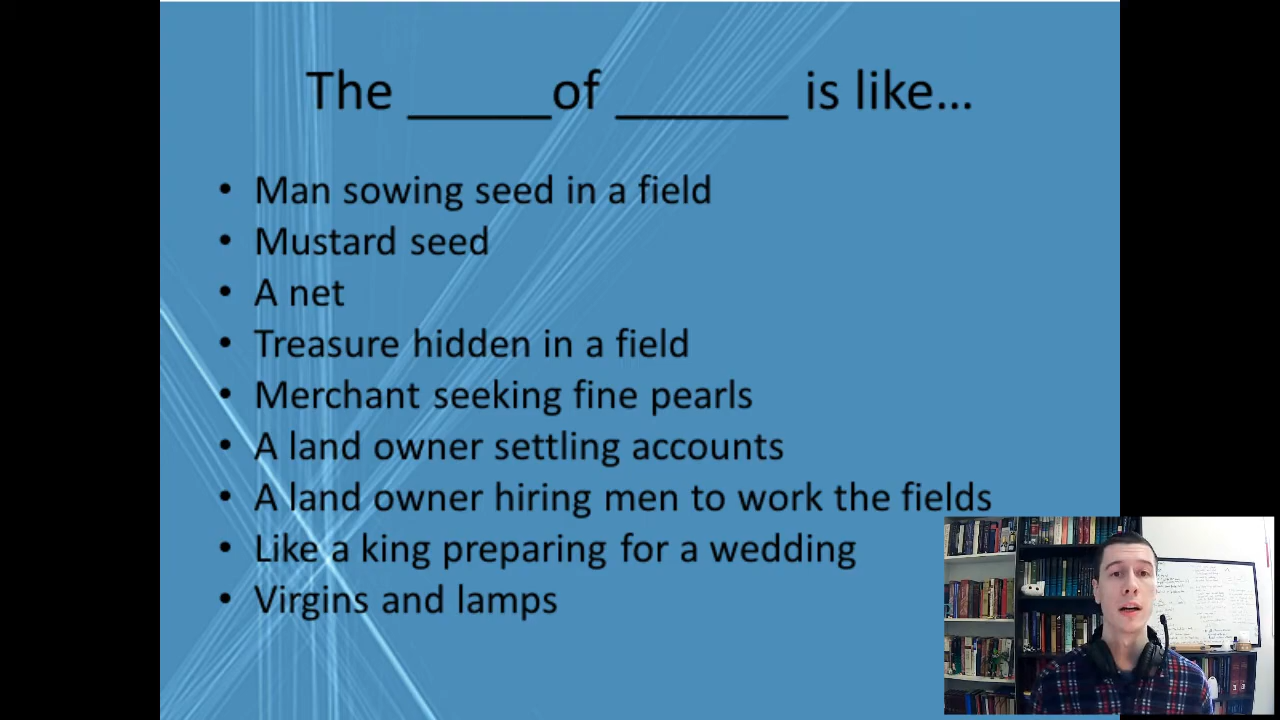 The _____of ______ is like...
• Man sowing seed in a field
• Mustard seed
• A net
• Treasure hidden in a field
• Merchant seeking fine pearls
• A land owner settling accounts
• A land owner hiring men to work the fields
• Like a king preparing for a wedding
• Virgins and lamps